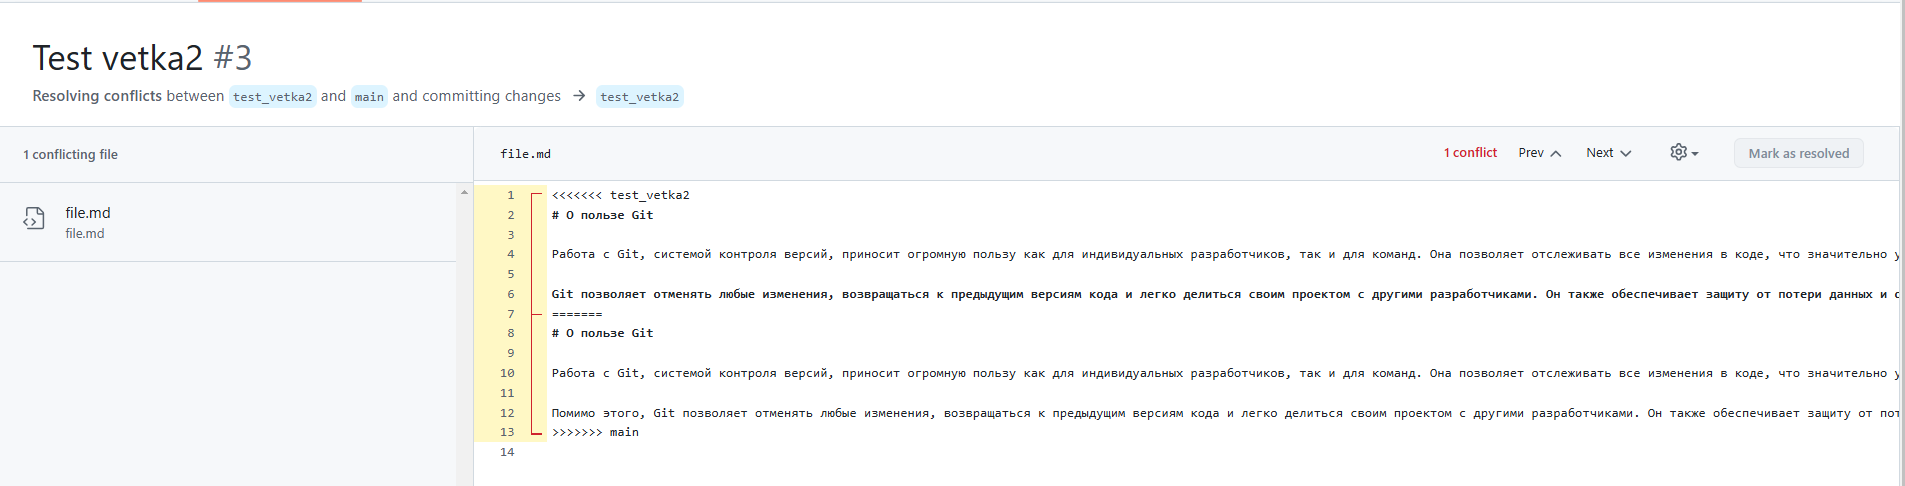 Test vetka2 #3
Resolving conflicts between test_vetka2 and main and committing changes → test_vetka2
1 conflicting file
file.md
file.md
file.md
1 conflict Prev Next Mark as resolved
1 <<<<<<< test_vetka2
2 # О пользе Git
3
4 Работа с Git, системой контроля версий, приносит огромную пользу как для индивидуальных разработчиков, так и для команд. Она позволяет отслеживать все изменения в коде, что значительно
5
6 Git позволяет отменять любые изменения, возвращаться к предыдущим версиям кода и легко делиться своим проектом с другими разработчиками. Он также обеспечивает защиту от потери данных и
7 =======
8 # О пользе Git
9
10 Работа с Git, системой контроля версий, приносит огромную пользу как для индивидуальных разработчиков, так и для команд. Она позволяет отслеживать все изменения в коде, что значительно
11
12 Помимо этого, Git позволяет отменять любые изменения, возвращаться к предыдущим версиям кода и легко делиться своим проектом с другими разработчиками. Он также обеспечивает защиту от
13 >>>>>>> main
14